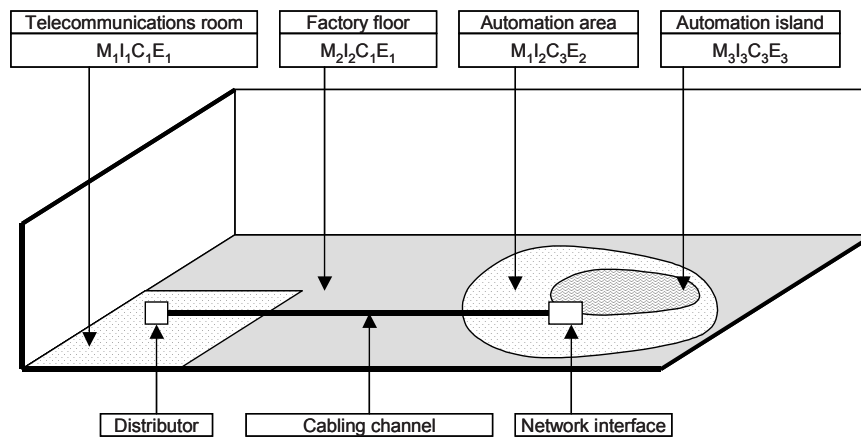 Telecommunications room
M₁I₁C₁E₁
Factory floor
M₂I₂C₁E₁
Automation area
M₁I₂C₃E₂
Automation island
M₃I₃C₃E₃
Distributor
Cabling channel
Network interface